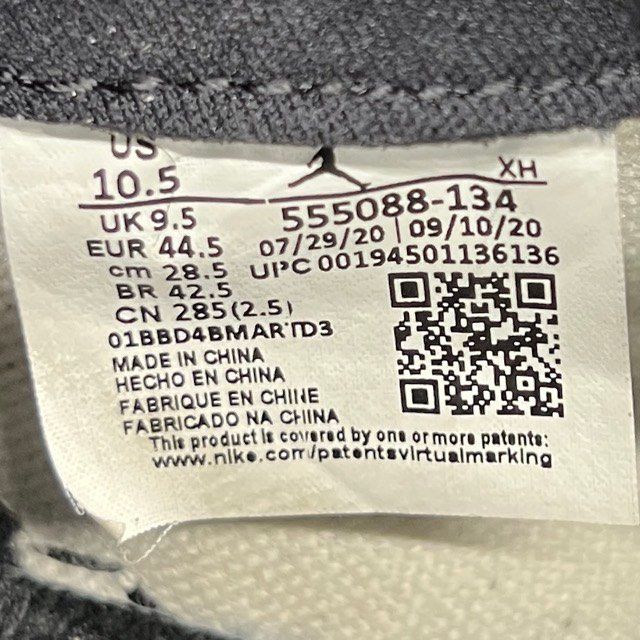 US
10.5
XH
UK 9.5
555088-134
EUR 44.5
07/29/20 | 09/10/20
cm 28.5
UPC 00194501136136
BR 42.5
CN 285(2.5)
01BBD4BMARTD3
MADE IN CHINA
HECHO EN CHINA
FABRIQUE EN CHINE
FABRICADO NA CHINA
This product is covered by one or more patents:
www.nike.com/patentsvirtualmarking